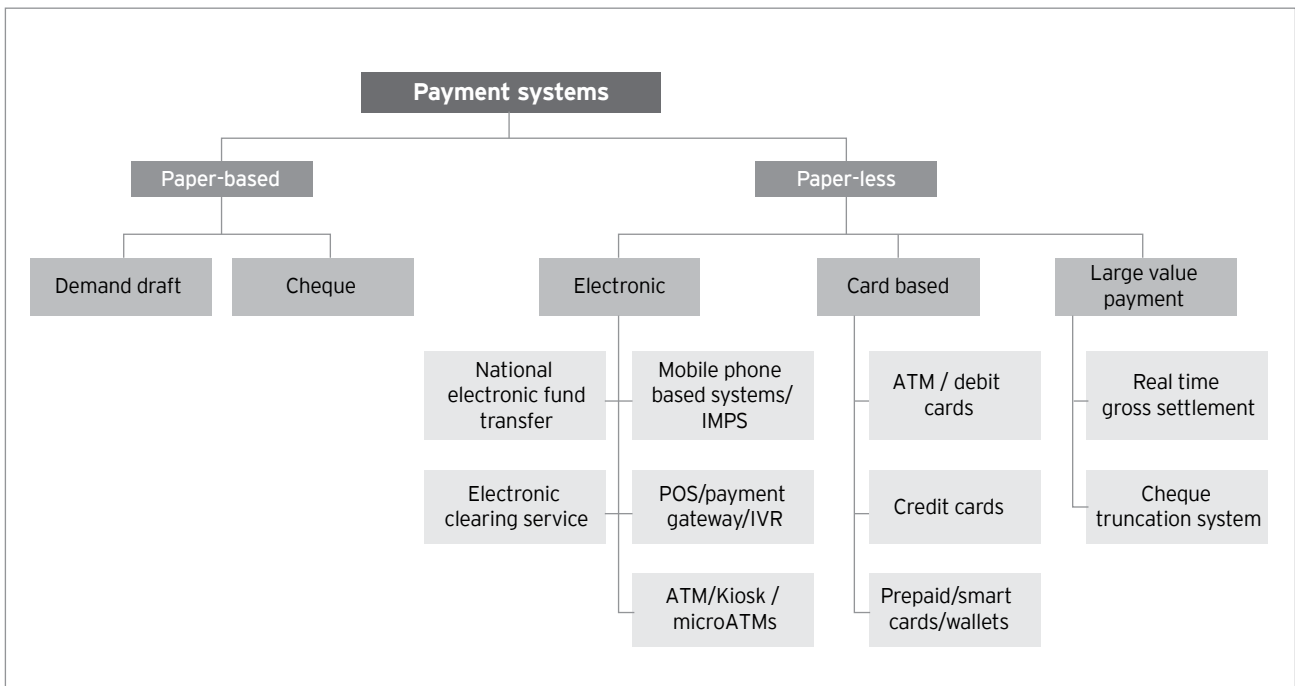 Payment systems
Paper-based
Paper-less
Demand draft
Cheque
Electronic
Card based
Large value
payment
National
electronic fund
transfer
Mobile phone
based systems/
IMPS
ATM / debit
cards
Real time
gross settlement
Electronic
clearing service
POS/payment
gateway/IVR
Credit cards
Cheque
truncation system
ATM/Kiosk /
microATMs
Prepaid/smart
cards/wallets